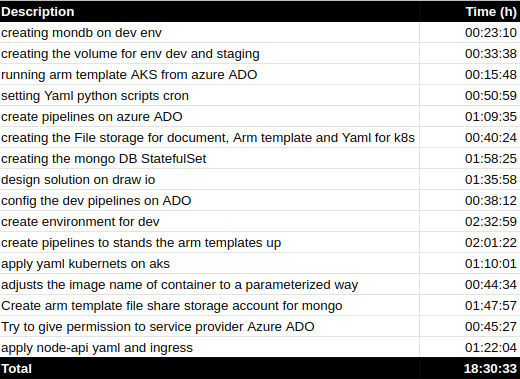 Description Time (h)
creating mondb on dev env 00:23:10
creating the volume for env dev and staging 00:33:38
running arm template AKS from azure ADO 00:15:48
setting Yaml python scripts cron 00:50:59
create pipelines on azure ADO 01:09:35
creating the File storage for document, Arm template and Yaml for k8s 00:40:24
creating the mongo DB StatefulSet 01:58:25
design solution on draw io 01:35:58
config the dev pipelines on ADO 00:38:12
create environment for dev 02:32:59
create pipelines to stands the arm templates up 02:01:22
apply yaml kubernets on aks 01:10:01
adjusts the image name of container to a parameterized way 00:44:34
Create arm template file share storage account for mongo 01:47:57
Try to give permission to service provider Azure ADO 00:45:27
apply node-api yaml and ingress 01:22:04
Total 18:30:33